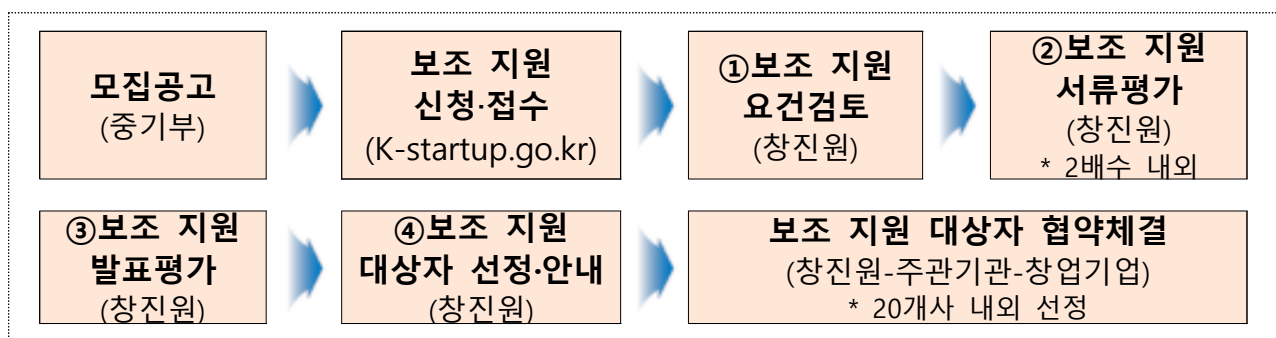 모집공고
(중기부)
보조 지원
신청·접수
(K-startup.go.kr)
①보조 지원
요건검토
(창진원)
②보조 지원
서류평가
(창진원)
* 2배수 내외
③보조 지원
발표평가
(창진원)
④보조 지원
대상자 선정·안내
(창진원)
보조 지원 대상자 협약체결
(창진원-주관기관-창업기업)
* 20개사 내외 선정